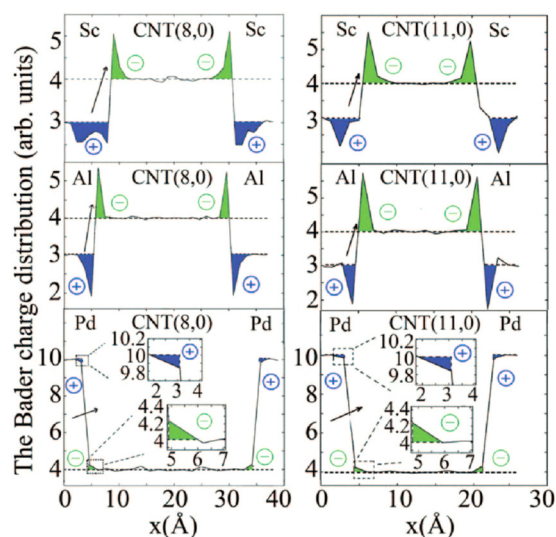 The Bader charge distribution (arb. units)
Sc CNT(8,0) Sc
5
4
3
⊖ ⊖
⊕ ⊕
Sc CNT(11,0) Sc
5
4
3
2
⊖ ⊖
⊕ ⊕
Al CNT(8,0) Al
5
4
3
2
⊖ ⊖
⊕ ⊕
Al CNT(11,0) Al
5
4
3
2
⊖ ⊖
⊕ ⊕
Pd CNT(8,0) Pd
10
8
6
4
10.2
10
9.8
2 3 4
⊕ ⊕ ⊕
4.4
4.2
4
5 6 7
⊖ ⊖ ⊖
0 10 20 30 40
x(Å)
Pd CNT(11,0) Pd
10
8
6
4
10.2
10
9.8
2 3 4
⊕ ⊕ ⊕
4.4
4.2
4
5 6 7
⊖ ⊖ ⊖
0 10 20 30
x(Å)